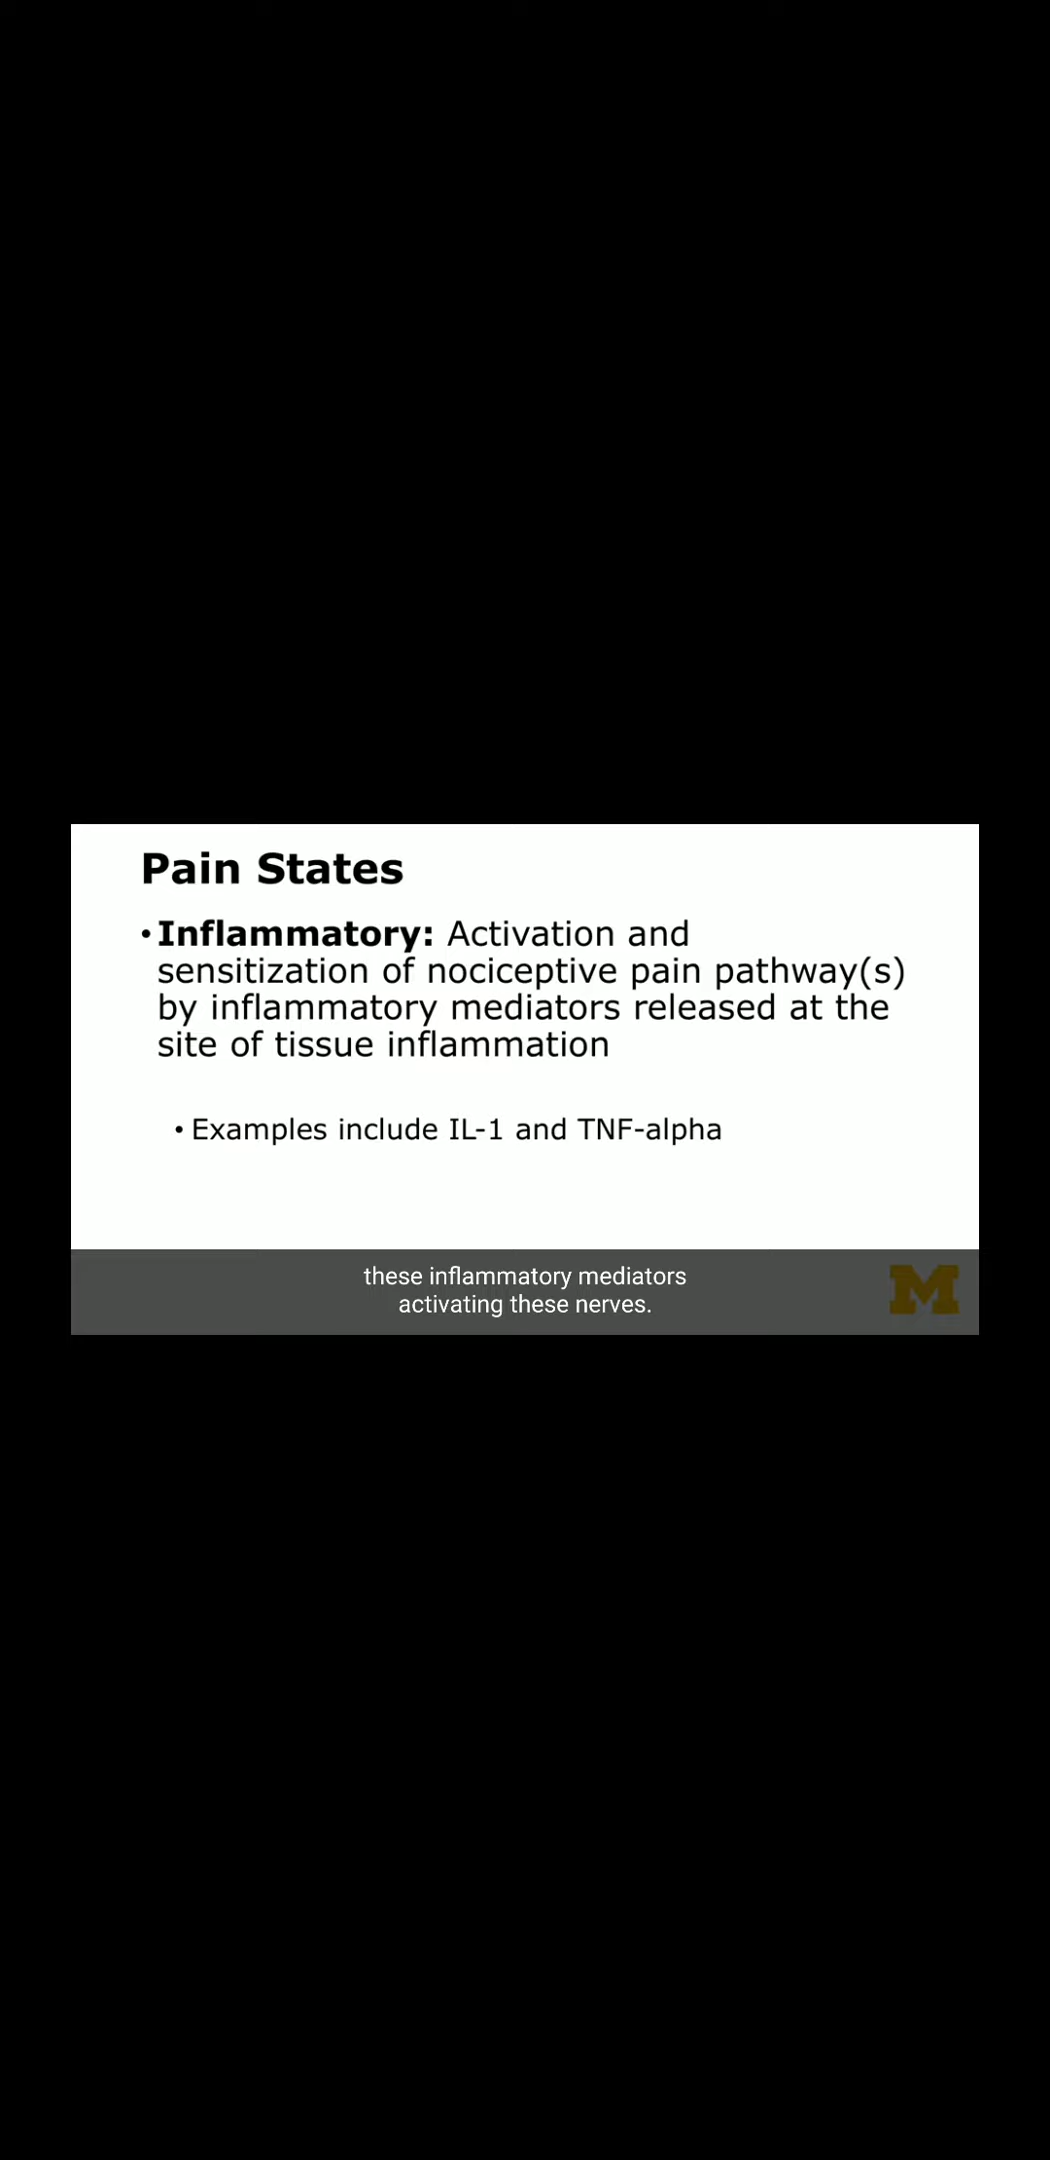 Pain States
• Inflammatory: Activation and
sensitization of nociceptive pain pathway(s)
by inflammatory mediators released at the
site of tissue inflammation
• Examples include IL-1 and TNF-alpha
these inflammatory mediators
activating these nerves.
M